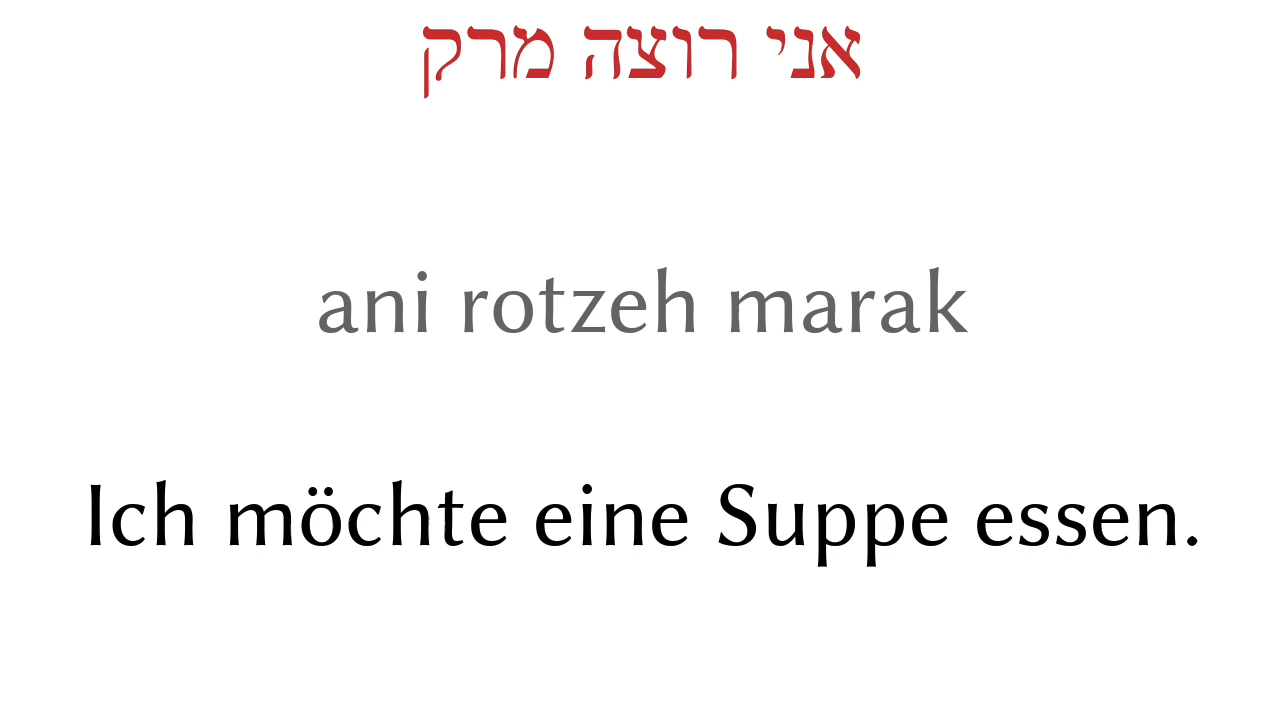 אני רוצה מרק
ani rotzeh marak
Ich möchte eine Suppe essen.